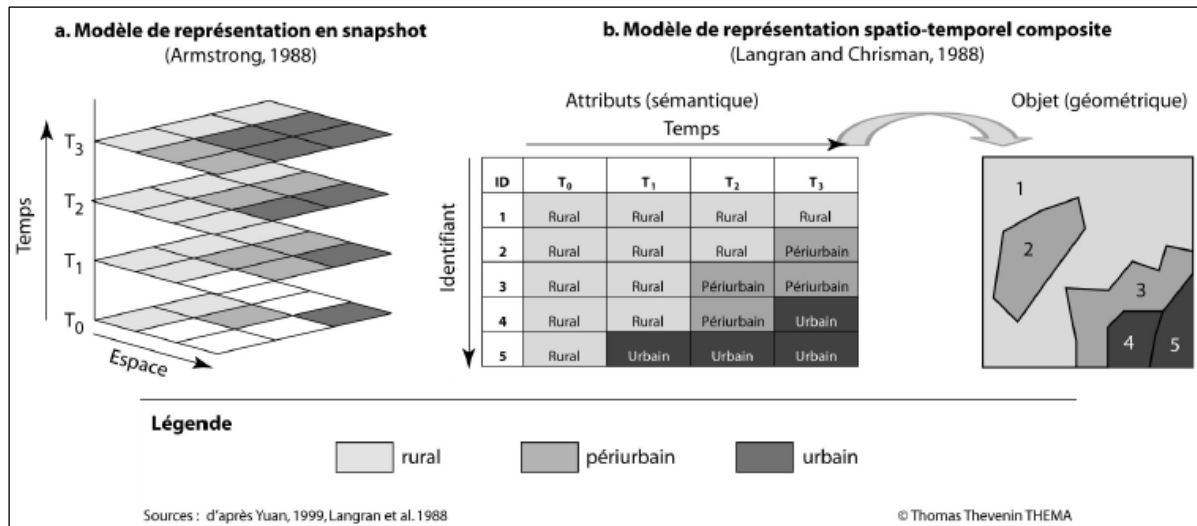 a. Modèle de représentation en snapshot
(Armstrong, 1988)
T3
T2
T1
T0
Temps
Espace
b. Modèle de représentation spatio-temporel composite
(Langran and Chrisman, 1988)
Attributs (sémantique)
Temps
Objet (géométrique)
Identifiant
ID T0 T1 T2 T3
1 Rural Rural Rural Rural
2 Rural Rural Rural Périurbain
3 Rural Rural Périurbain Périurbain
4 Rural Rural Périurbain Urbain
5 Rural Urbain Urbain Urbain
1
2
3
4
5
Légende
rural périurbain urbain
Sources : d'après Yuan, 1999, Langran et al. 1988
© Thomas Thevenin THEMA